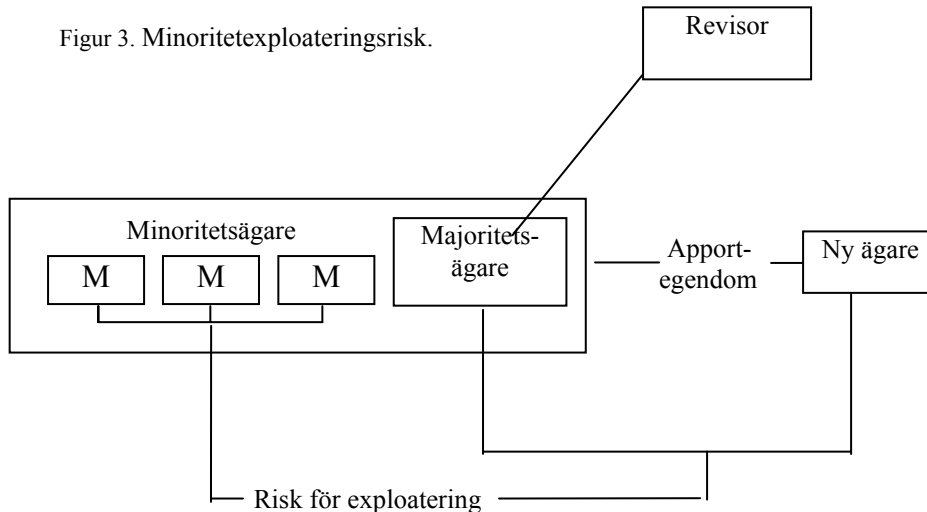 Figur 3. Minoritetexploateringsrisk.
Revisor
Minoritetsägare
M M M
Majoritets-
ägare
Apport-
egendom
Ny ägare
Risk för exploatering